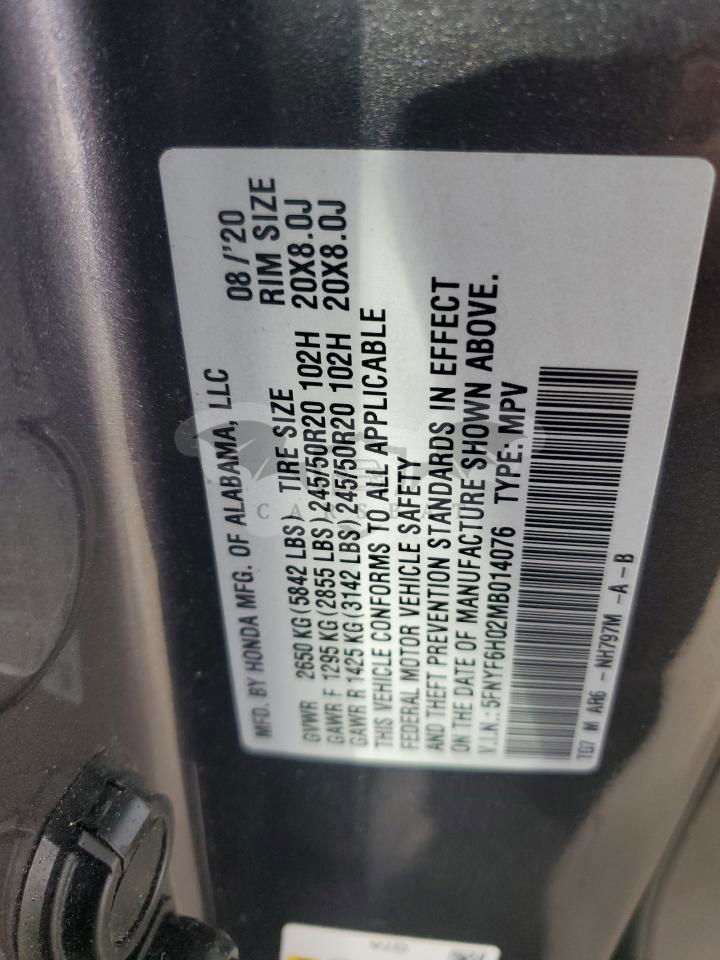 MFD. BY HONDA MFG. OF ALABAMA, LLC 08/'20
GVWR 2650 KG (5842 LBS) TIRE SIZE RIM SIZE
GAWR F 1295 KG (2855 LBS) 245/50R20 102H 20X8.0J
GAWR R 1425 KG (3142 LBS) 245/50R20 102H 20X8.0J
THIS VEHICLE CONFORMS TO ALL APPLICABLE
FEDERAL MOTOR VEHICLE SAFETY
AND THEFT PREVENTION STANDARDS IN EFFECT
ON THE DATE OF MANUFACTURE SHOWN ABOVE.
V.I.N.: 5FNYF6H02MB014076 TYPE: MPV
TG7 M AR6 -NH797M -A -B